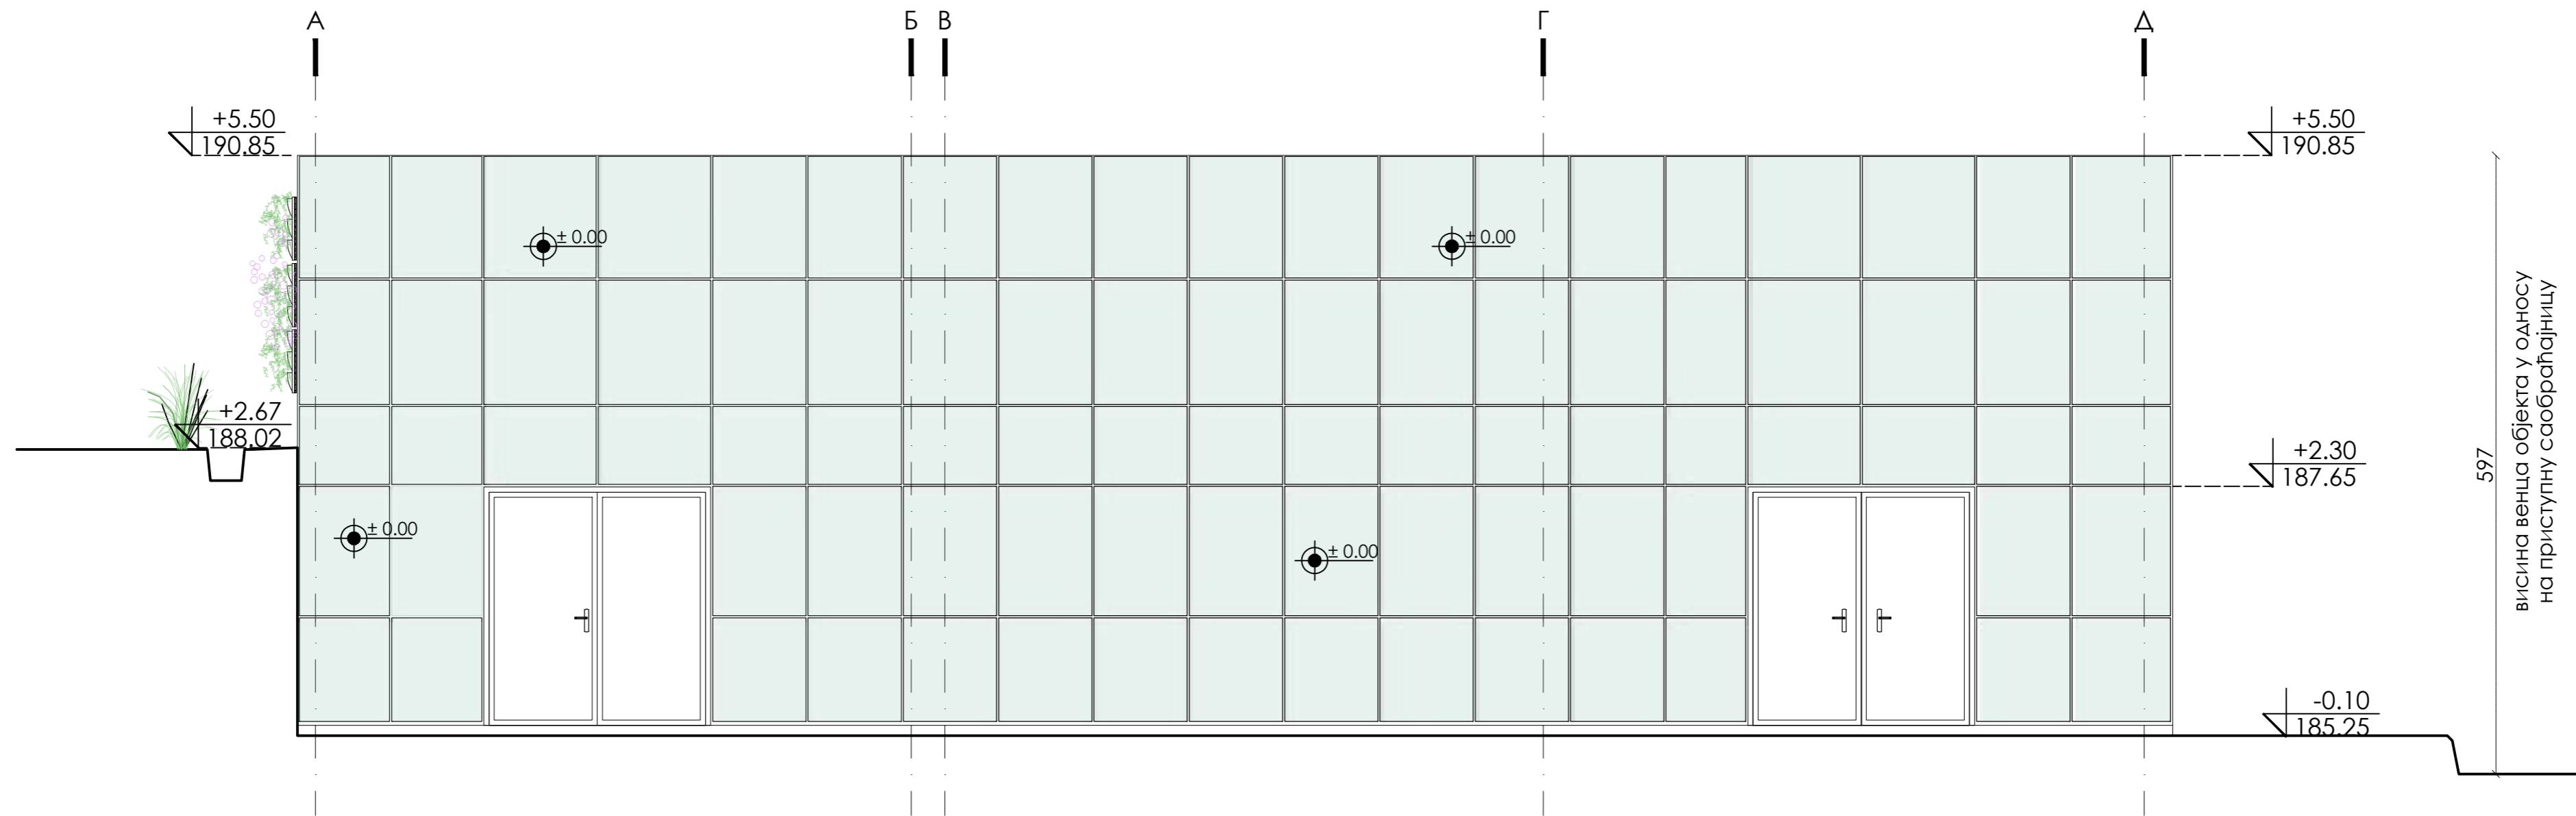 А
Б
В
Г
Д
+5.50
190.85
+5.50
190.85
± 0.00
± 0.00
+2.67
188.02
+2.30
187.65
± 0.00
± 0.00
-0.10
185.25
597
висина венца објекта у односу
на приступну саобраћајницу